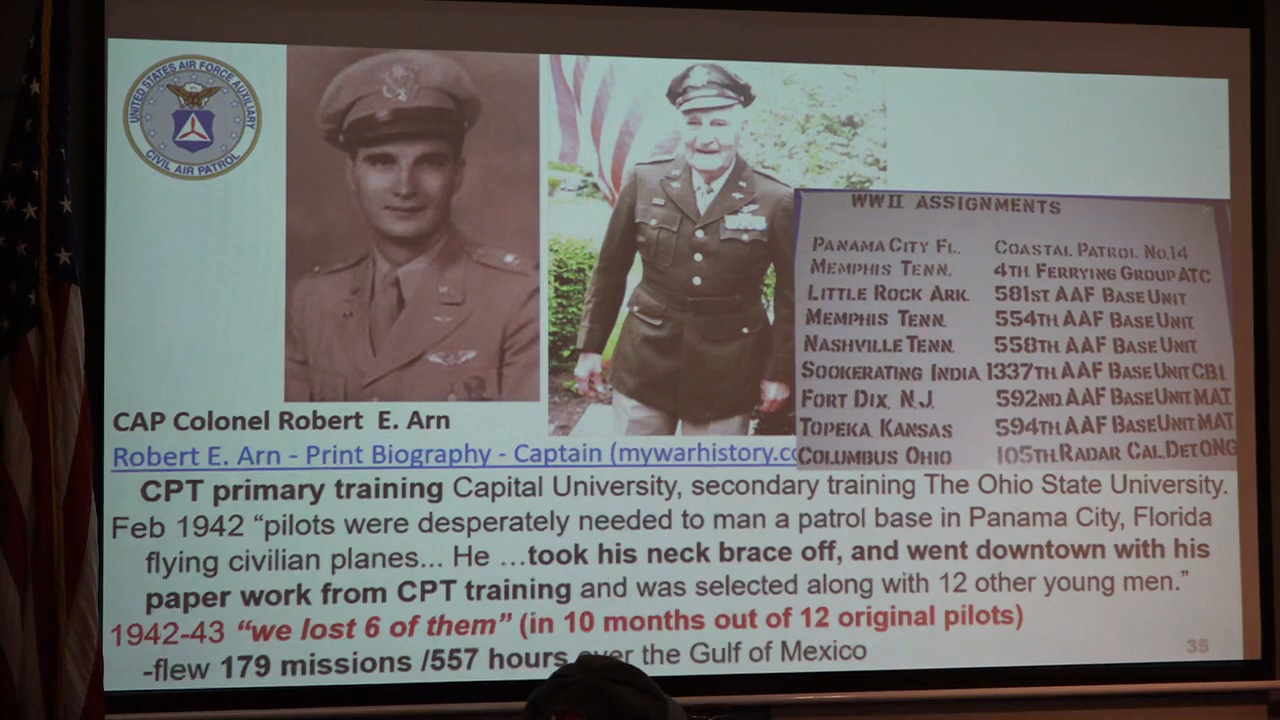 UNITED STATES AIR FORCE AUXILIARY
CIVIL AIR PATROL
WWII ASSIGNMENTS
PANAMA CITY FL. COASTAL PATROL No.14
MEMPHIS TENN. 4TH FERRYING GROUP ATC
LITTLE ROCK ARK. 581ST AAF BASE UNIT
MEMPHIS TENN. 554TH AAF BASE UNIT
NASHVILLE TENN. 558TH AAF BASE UNIT
SOOKERATING INDIA 1337TH AAF BASE UNIT CBI
FORT DIX, N.J. 592ND AAF BASE UNIT MAT
TOPEKA KANSAS 594TH AAF BASE UNIT MAT
COLUMBUS OHIO 105TH RADAR CAL. DET ONG
CAP Colonel Robert E. Arn
Robert E. Arn - Print Biography - Captain (mywarhistory.co
CPT primary training Capital University, secondary training The Ohio State University.
Feb 1942 “pilots were desperately needed to man a patrol base in Panama City, Florida
flying civilian planes... He ...took his neck brace off, and went downtown with his
paper work from CPT training and was selected along with 12 other young men.”
1942-43 “we lost 6 of them” (in 10 months out of 12 original pilots)
-flew 179 missions /557 hours over the Gulf of Mexico
35